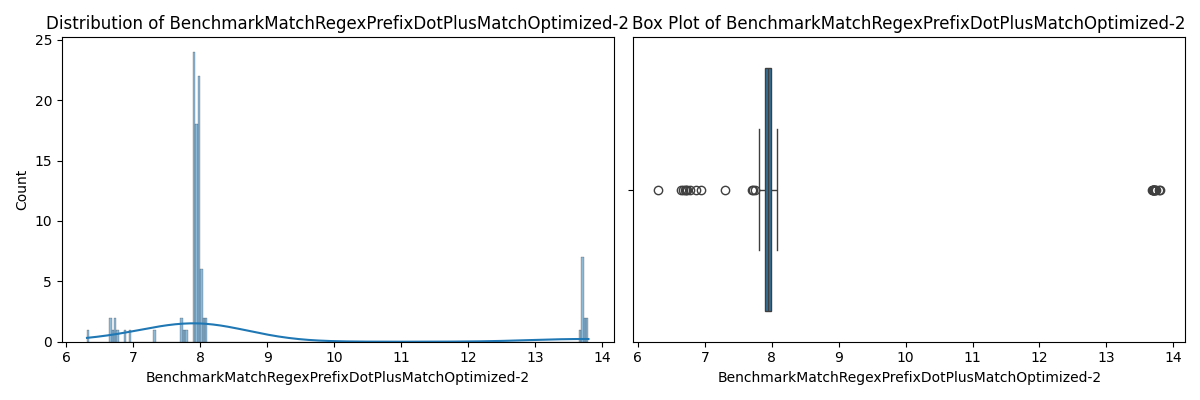 Distribution of BenchmarkMatchRegexPrefixDotPlusMatchOptimized-2
Box Plot of BenchmarkMatchRegexPrefixDotPlusMatchOptimized-2
25
20
15
10
5
0
Count
6 7 8 9 10 11 12 13 14
6 7 8 9 10 11 12 13 14
BenchmarkMatchRegexPrefixDotPlusMatchOptimized-2
BenchmarkMatchRegexPrefixDotPlusMatchOptimized-2